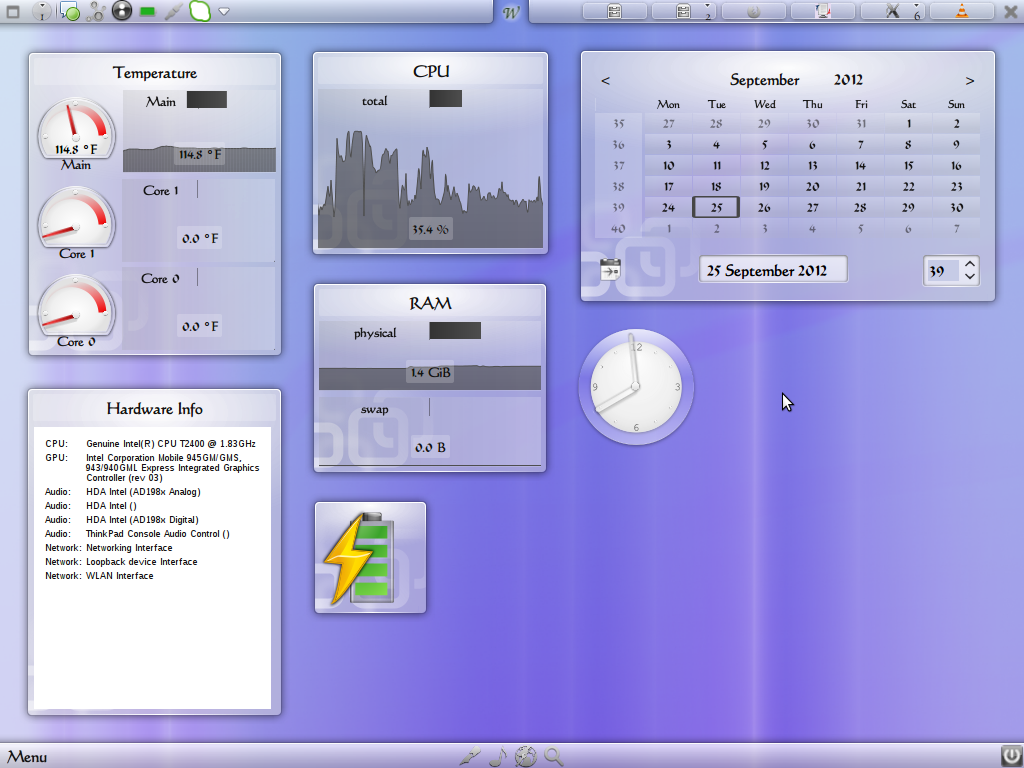 1
W
2
6
Temperature
Main
114.8 °F
114.8 °F
Main
Core 1
0.0 °F
Core 1
Core 0
0.0 °F
Core 0
Hardware Info
CPU: Genuine Intel(R) CPU T2400 @ 1.83GHz
GPU: Intel Corporation Mobile 945GM/GMS,
943/940GML Express Integrated Graphics
Controller (rev 03)
Audio: HDA Intel (AD198x Analog)
Audio: HDA Intel ()
Audio: HDA Intel (AD198x Digital)
Audio: ThinkPad Console Audio Control ()
Network: Networking Interface
Network: Loopback device Interface
Network: WLAN Interface
CPU
total
35.4 %
RAM
physical
1.4 GiB
swap
0.0 B
< September 2012 >
Mon Tue Wed Thu Fri Sat Sun
35 27 28 29 30 31 1 2
36 3 4 5 6 7 8 9
37 10 11 12 13 14 15 16
38 17 18 19 20 21 22 23
39 24 25 26 27 28 29 30
40 1 2 3 4 5 6 7
25 September 2012
39
12
9 3
6
Menu